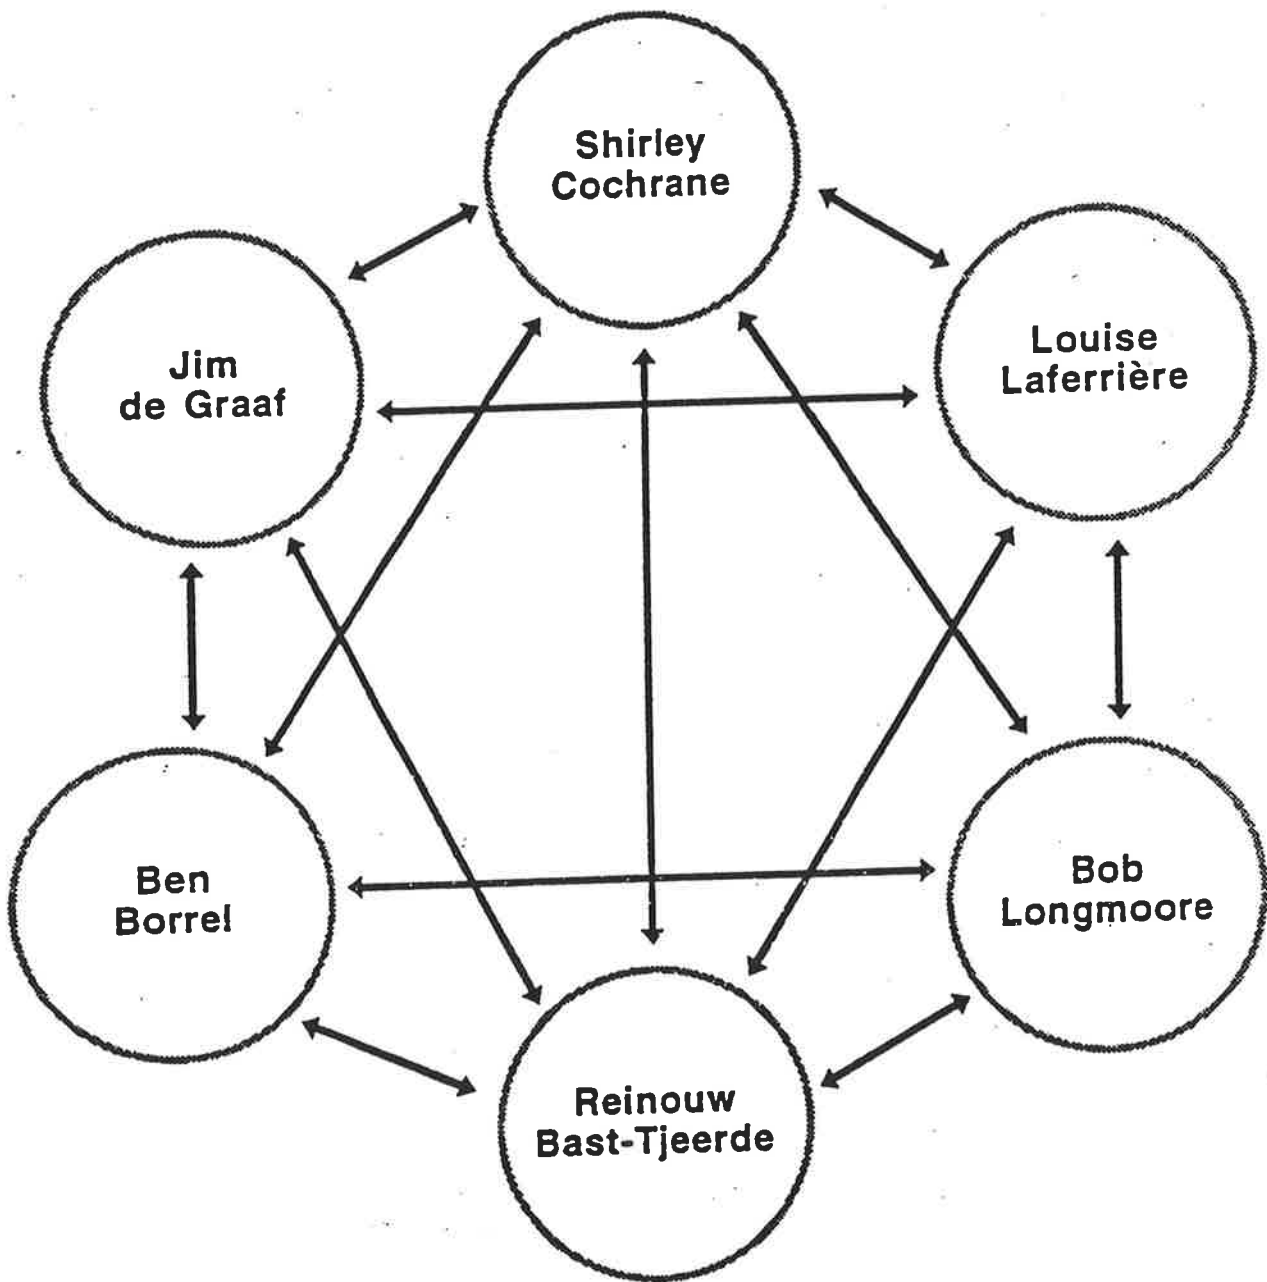 Shirley
Cochrane
Louise
Laferrière
Jim
de Graaf
Ben
Borrel
Bob
Longmoore
Reinouw
Bast-Tjeerde